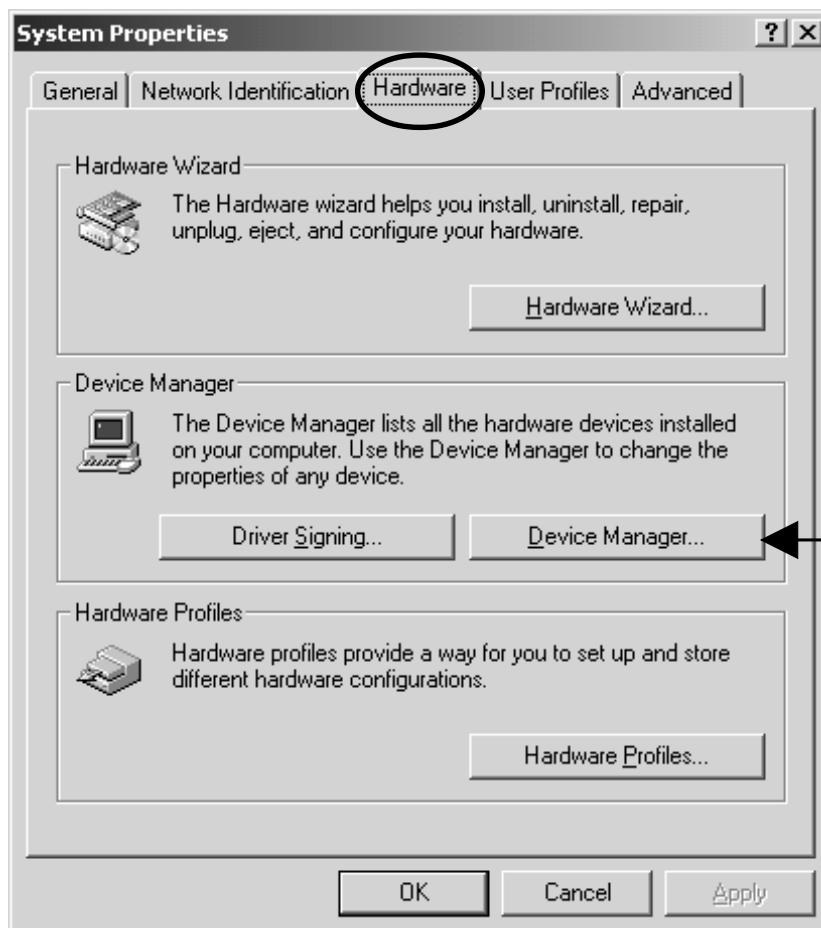 System Properties
General
Network Identification
Hardware
User Profiles
Advanced
Hardware Wizard
The Hardware wizard helps you install, uninstall, repair,
unplug, eject, and configure your hardware.
Hardware Wizard...
Device Manager
The Device Manager lists all the hardware devices installed
on your computer. Use the Device Manager to change the
properties of any device.
Driver Signing...
Device Manager...
Hardware Profiles
Hardware profiles provide a way for you to set up and store
different hardware configurations.
Hardware Profiles...
OK
Cancel
Apply